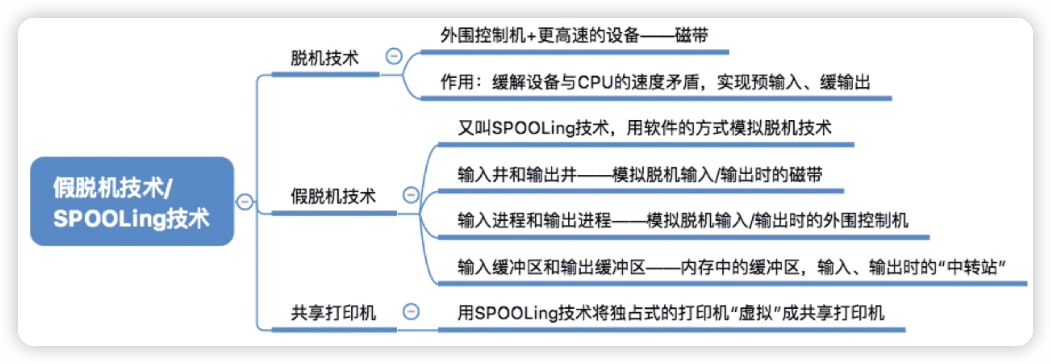 假脱机技术/
SPOOLing技术
脱机技术
外围控制机+更高速的设备——磁带
作用：缓解设备与CPU的速度矛盾，实现预输入、缓输出
假脱机技术
又叫SPOOLing技术，用软件的方式模拟脱机技术
输入井和输出井——模拟脱机输入/输出时的磁带
输入进程和输出进程——模拟脱机输入/输出时的外围控制机
输入缓冲区和输出缓冲区——内存中的缓冲区，输入、输出时的“中转站”
共享打印机
用SPOOLing技术将独占式的打印机“虚拟”成共享打印机